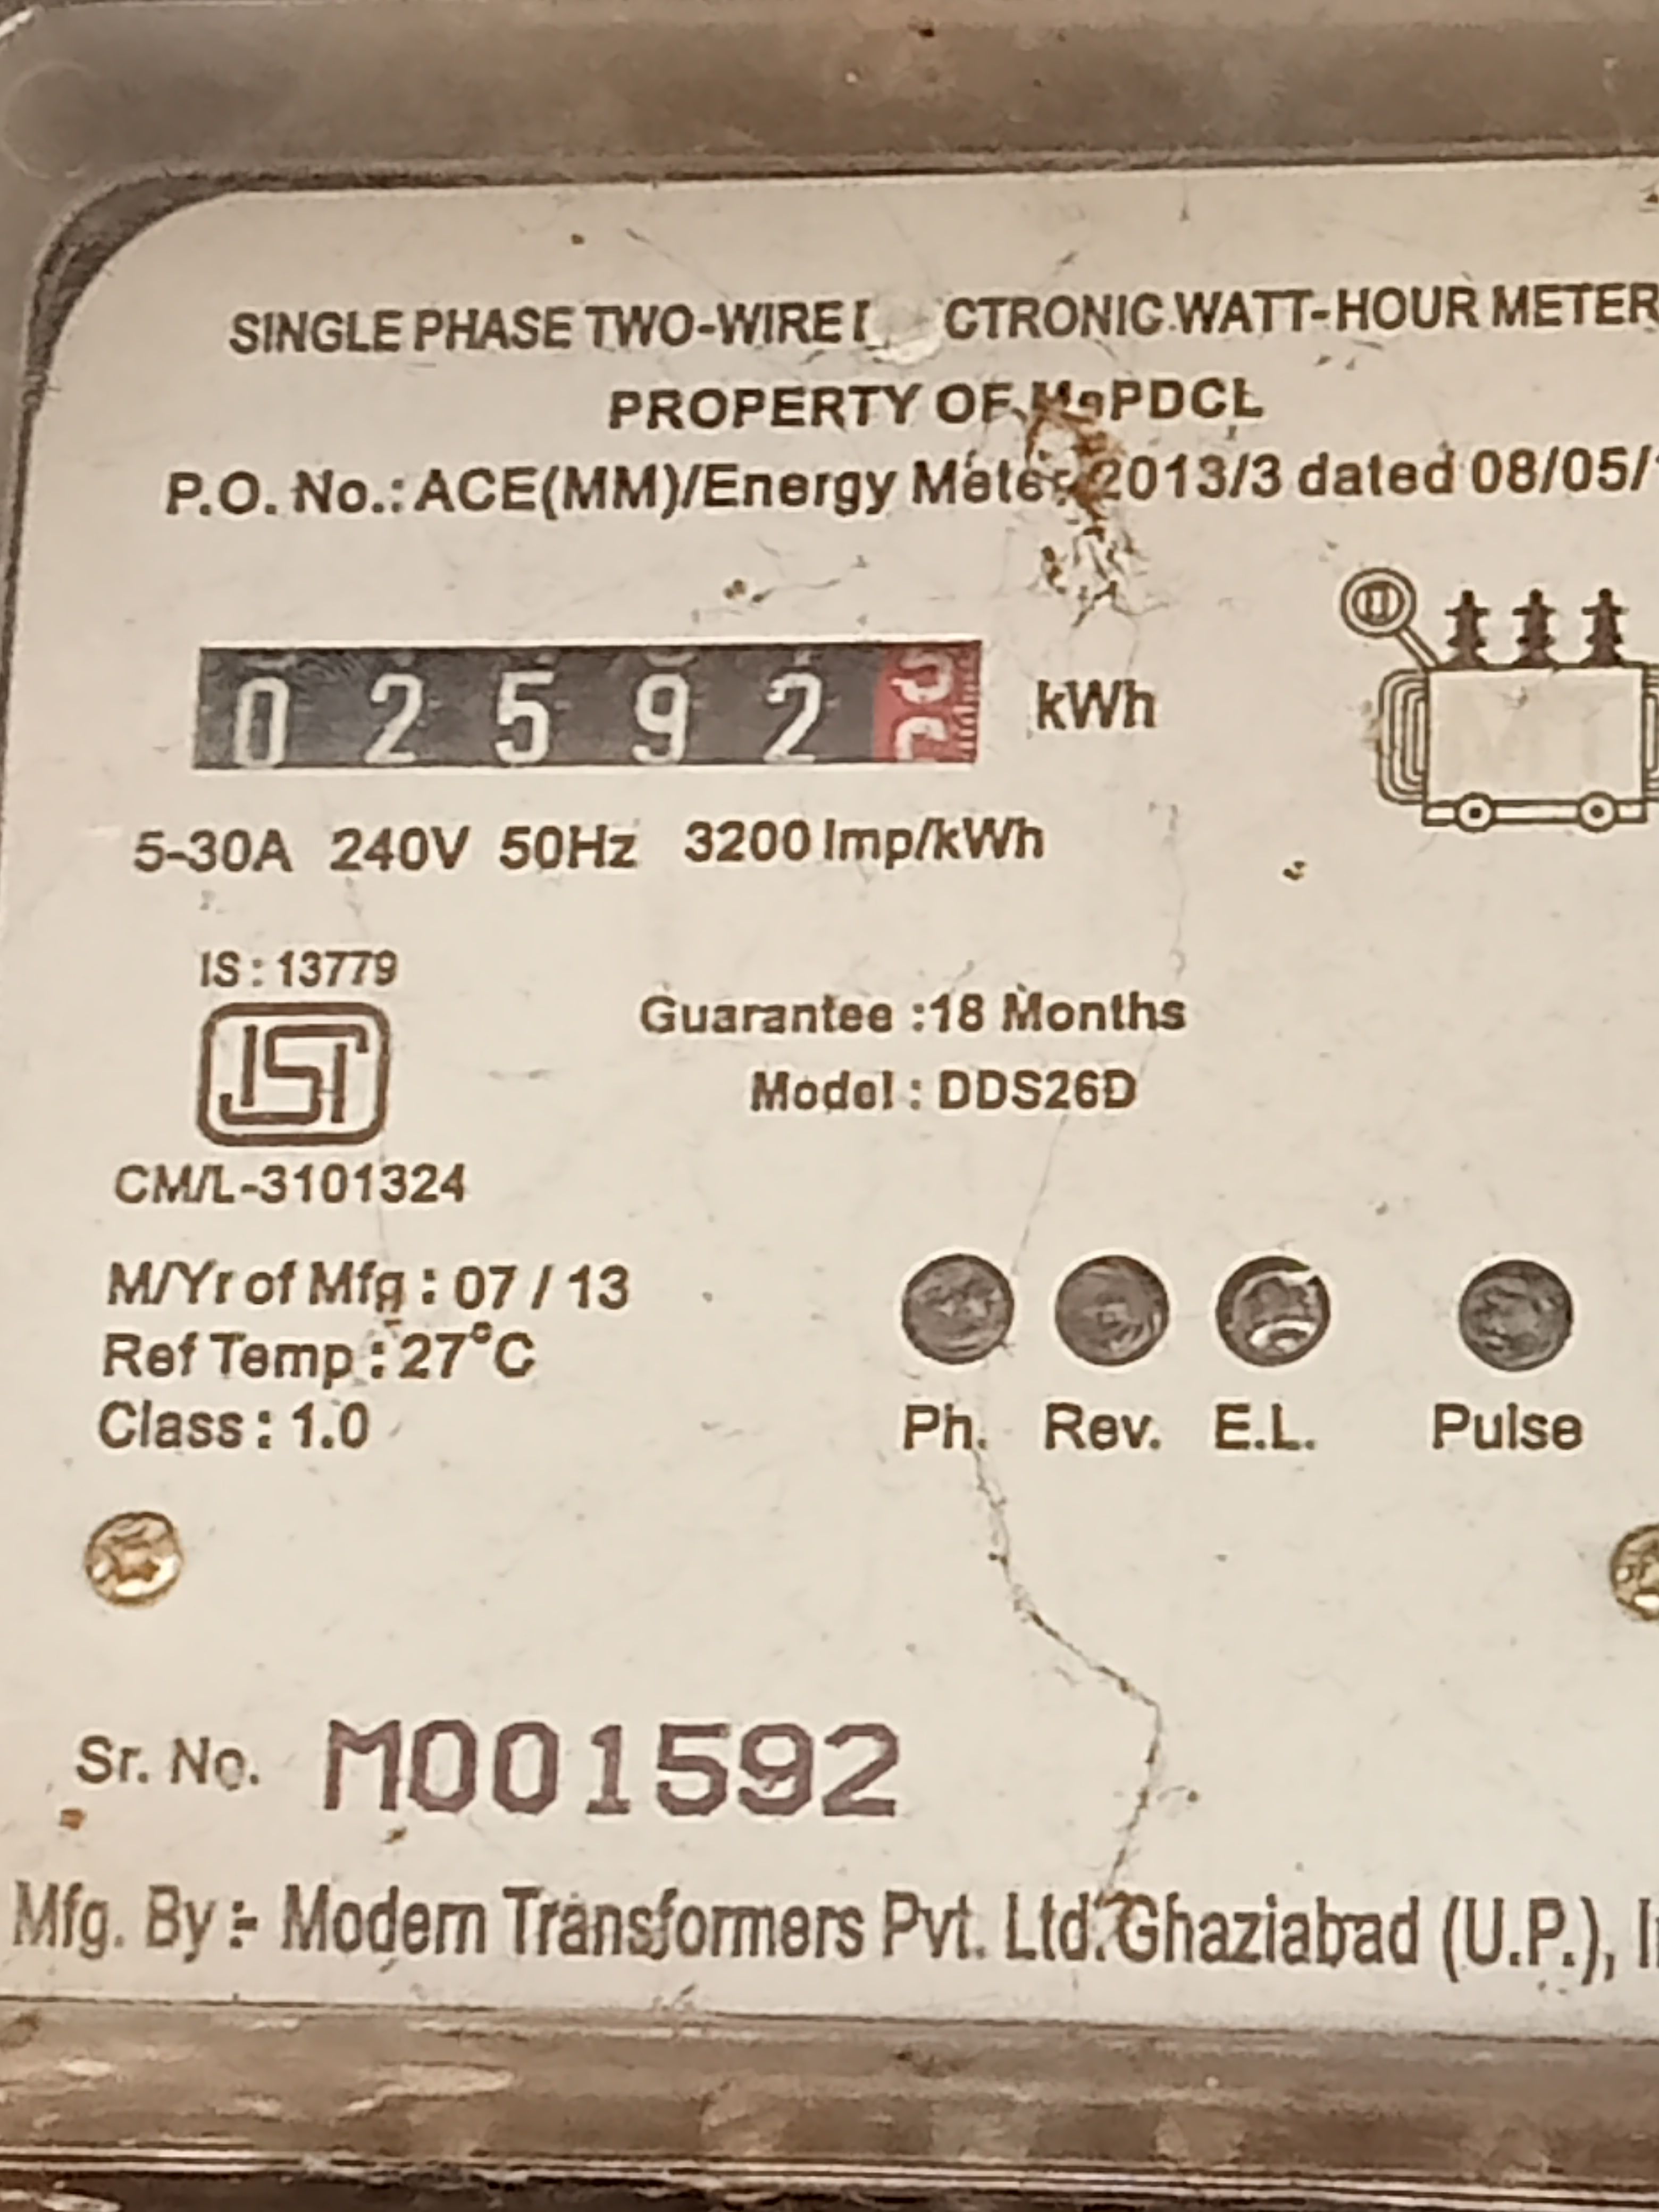 SINGLE PHASE TWO-WIRE CTRONIC WATT-HOUR METER
PROPERTY OF MePDCL
P.O. No.: ACE(MM)/Energy Meter 2013/3 dated 08/05/
0 2 5 9 2
kWh
5-30A 240V 50Hz 3200 Imp/kWh
IS : 13779
ISI
CM/L-3101324
Guarantee :18 Months
Model : DDS26D
M/Yr of Mfg : 07 / 13
Ref Temp : 27°C
Class : 1.0
Ph. Rev. E.L. Pulse
Sr. No. M001592
Mfg. By :- Modern Transformers Pvt. Ltd. Ghaziabad (U.P.),